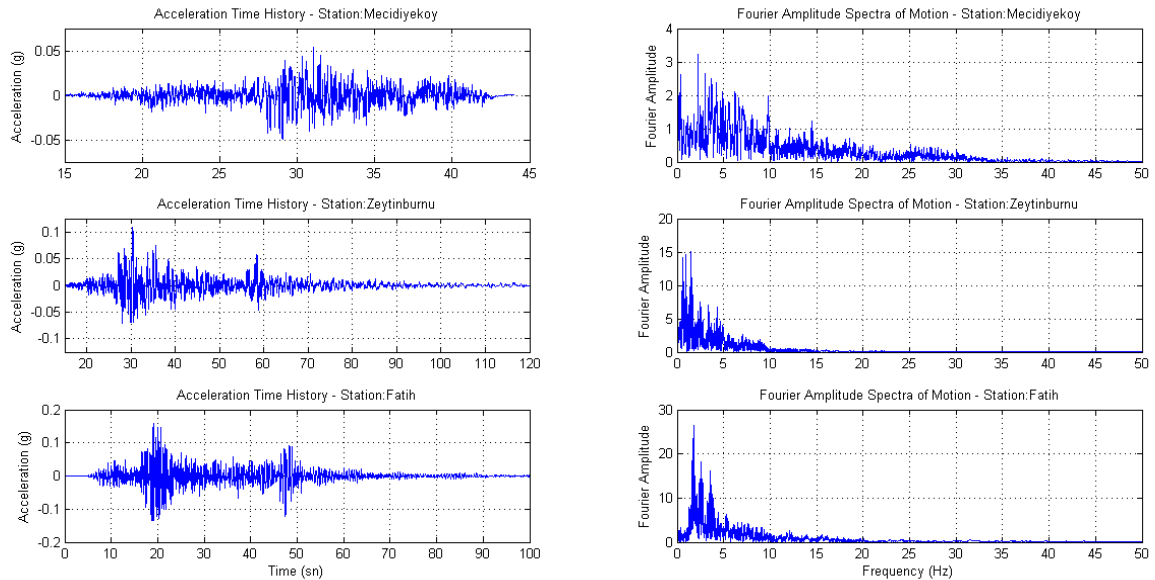 Acceleration Time History - Station:Mecidiyekoy
Acceleration (g)
0.05
0
-0.05
15 20 25 30 35 40 45
Fourier Amplitude Spectra of Motion - Station:Mecidiyekoy
Fourier Amplitude
4
3
2
1
0
0 5 10 15 20 25 30 35 40 45 50
Acceleration Time History - Station:Zeytinburnu
Acceleration (g)
0.1
0.05
0
-0.05
-0.1
20 30 40 50 60 70 80 90 100 110 120
Fourier Amplitude Spectra of Motion - Station:Zeytinburnu
Fourier Amplitude
20
15
10
5
0
0 5 10 15 20 25 30 35 40 45 50
Acceleration Time History - Station:Fatih
Acceleration (g)
0.2
0.1
0
-0.1
-0.2
0 10 20 30 40 50 60 70 80 90 100
Time (sn)
Fourier Amplitude Spectra of Motion - Station:Fatih
Fourier Amplitude
30
20
10
0
0 5 10 15 20 25 30 35 40 45 50
Frequency (Hz)